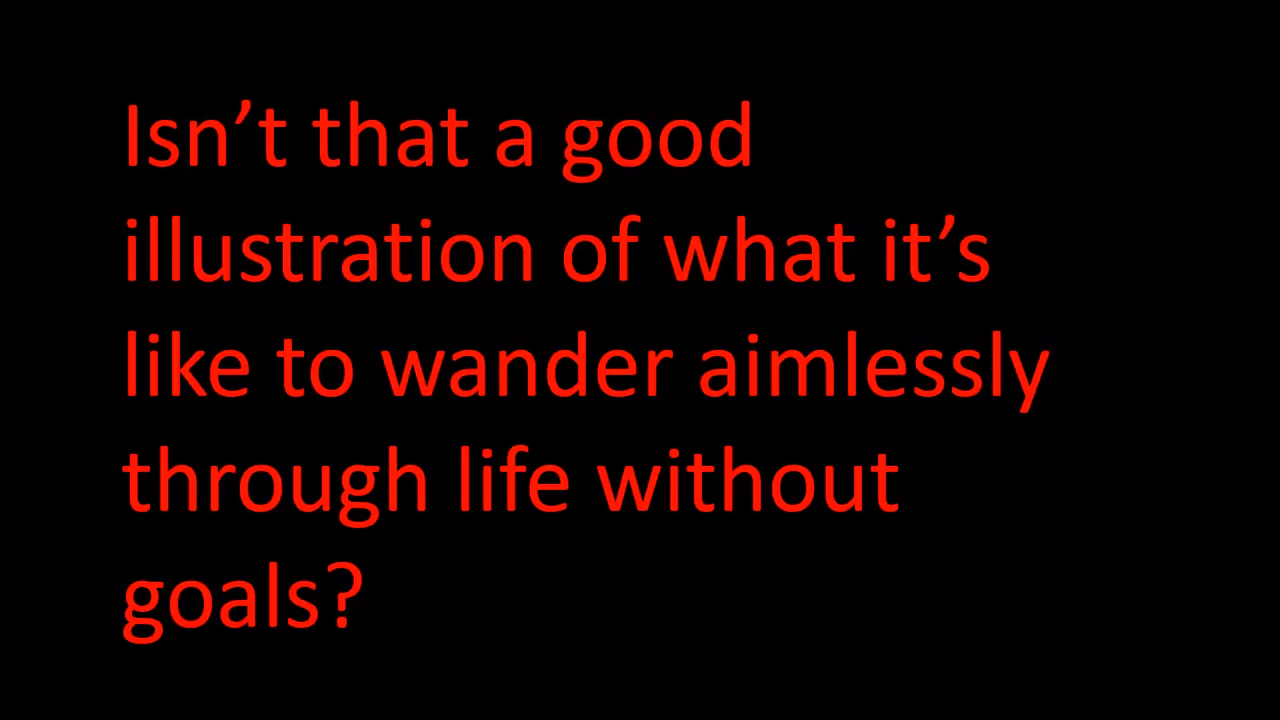 Isn’t that a good
illustration of what it’s
like to wander aimlessly
through life without
goals?